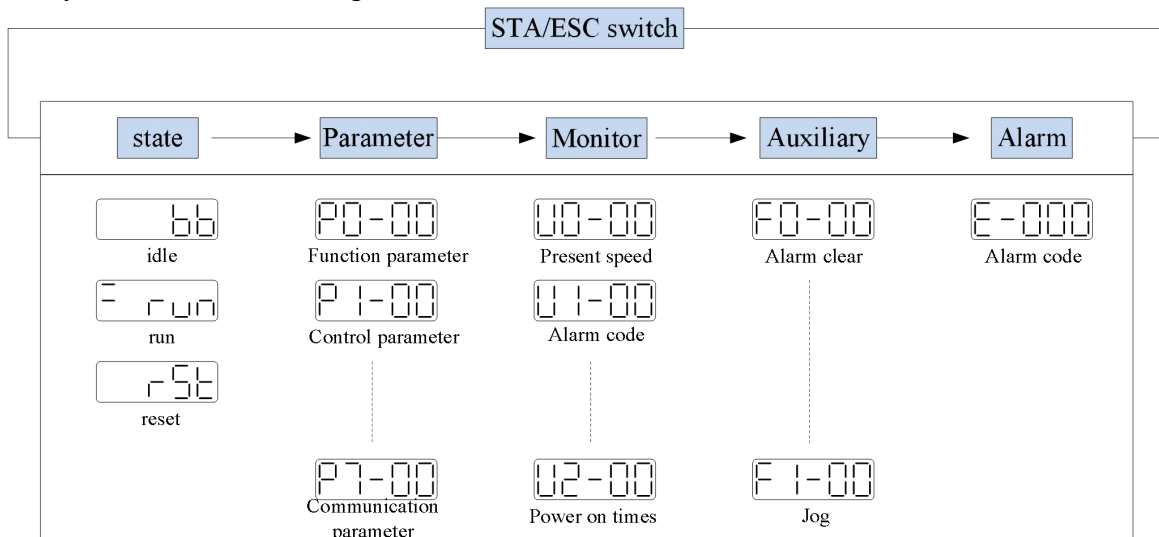 STA/ESC switch
state
Parameter
Monitor
Auxiliary
Alarm
bb
P0-00
U0-00
F0-00
E-000
idle
Function parameter
Present speed
Alarm clear
Alarm code
run
P1-00
U1-00
run
Control parameter
Alarm code
rSt
reset
P7-00
U2-00
F1-00
Communication
parameter
Power on times
Jog